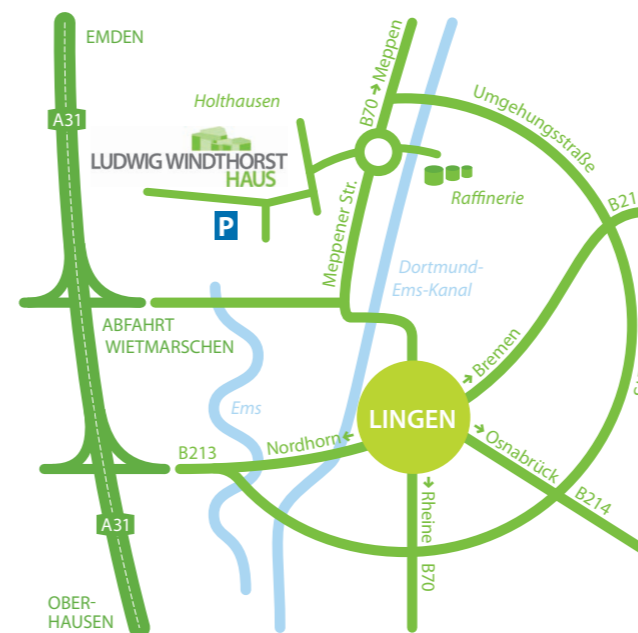 EMDEN
A31
Holthausen
LUDWIG WINDTHORST
HAUS
P
B70 → Meppen
Umgehungsstraße
Raffinerie
B21
Meppener Str.
Dortmund-
Ems-Kanal
ABFAHRT
WIETMARSCHEN
Ems
→ Bremen
LINGEN
B213
Nordhorn ←
→ Osnabrück
B214
→ Rheine
B70
A31
OBER-
HAUSEN